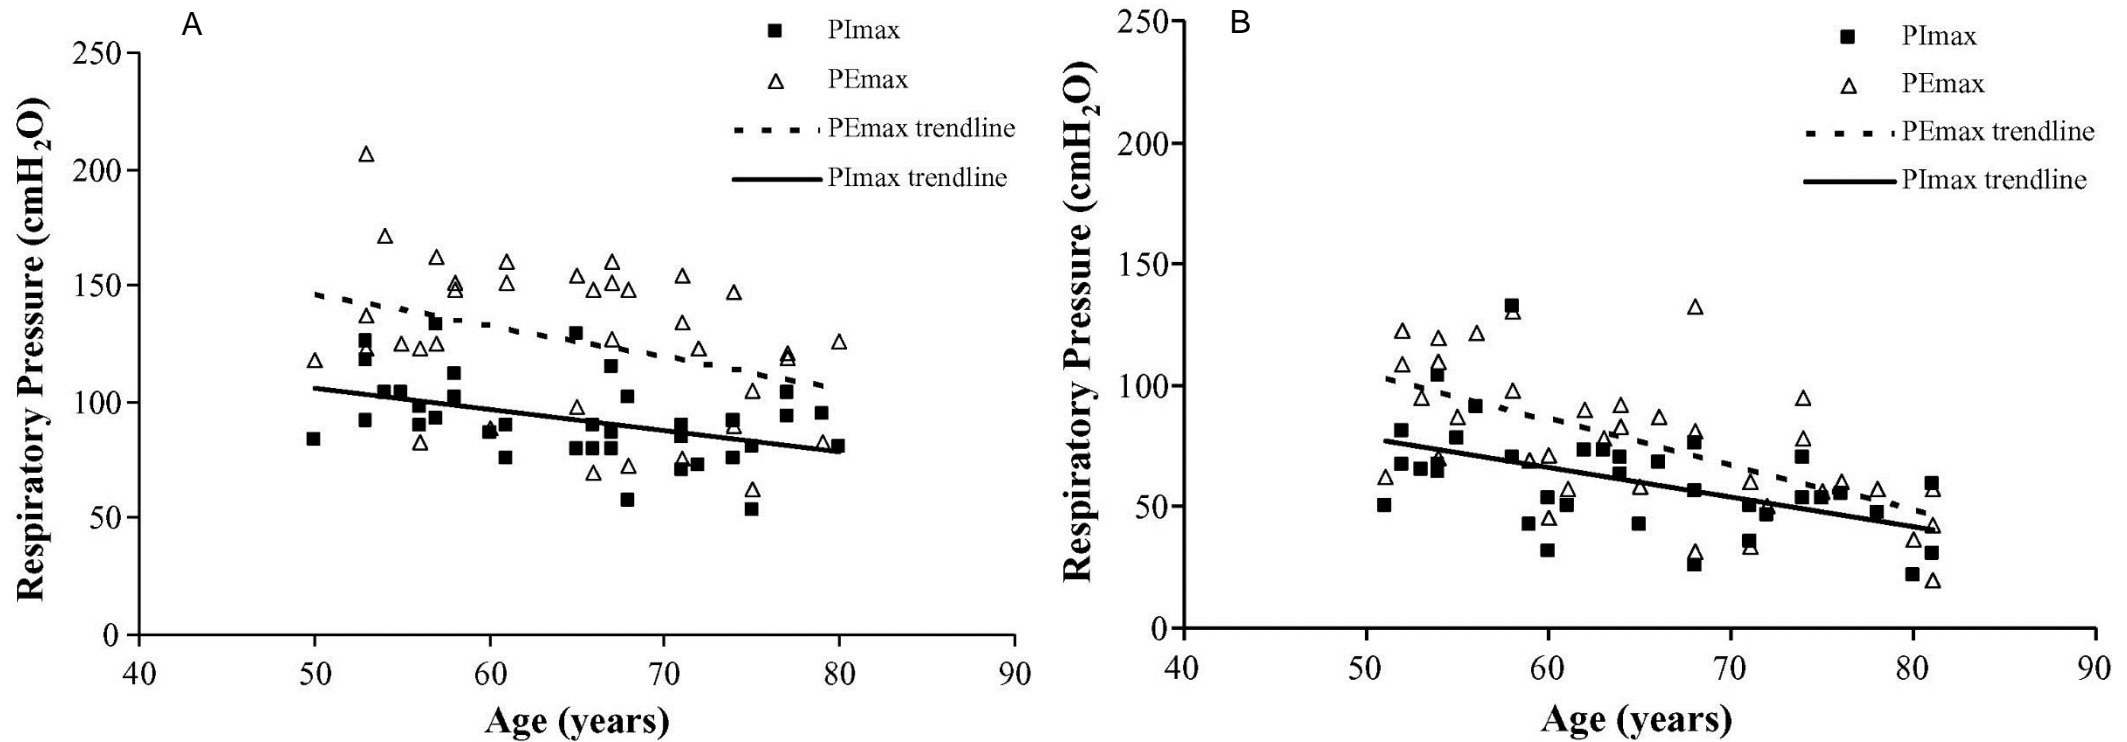 A
PImax
PEmax
PEmax trendline
PImax trendline
Respiratory Pressure (cmH₂O)
250
200
150
100
50
0
40 50 60 70 80 90
Age (years)
B
PImax
PEmax
PEmax trendline
PImax trendline
Respiratory Pressure (cmH₂O)
250
200
150
100
50
0
40 50 60 70 80 90
Age (years)